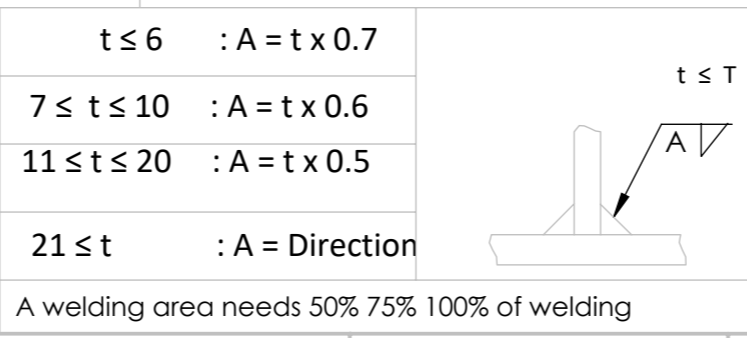 t ≤ 6 : A = t x 0.7
t ≤ T
7 ≤ t ≤ 10 : A = t x 0.6
A
11 ≤ t ≤ 20 : A = t x 0.5
21 ≤ t : A = Direction
A welding area needs 50% 75% 100% of welding